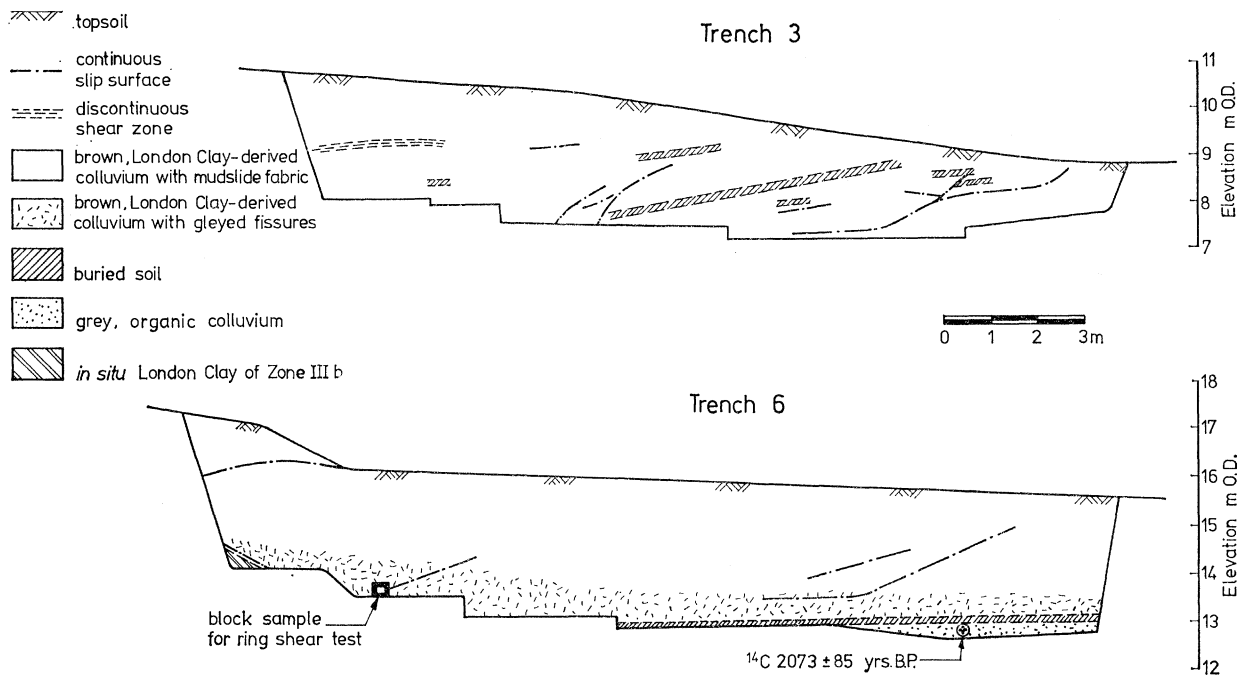 topsoil
continuous
slip surface
discontinuous
shear zone
brown, London Clay-derived
colluvium with mudslide fabric
brown, London Clay-derived
colluvium with gleyed fissures
buried soil
grey, organic colluvium
in situ London Clay of Zone III b
Trench 3
11
10
9
8
7
Elevation m O.D.
0 1 2 3m
Trench 6
18
17
16
15
14
13
12
Elevation m O.D.
block sample
for ring shear test
¹⁴C 2073 ± 85 yrs. B.P.